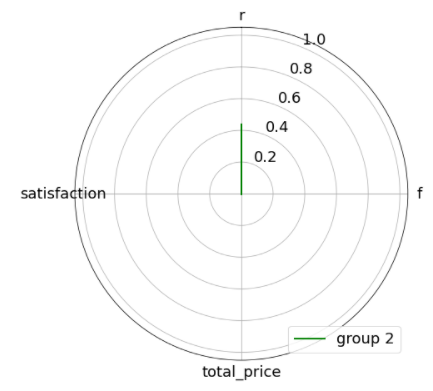 r
1.0
0.8
0.6
0.4
0.2
satisfaction
f
group 2
total_price